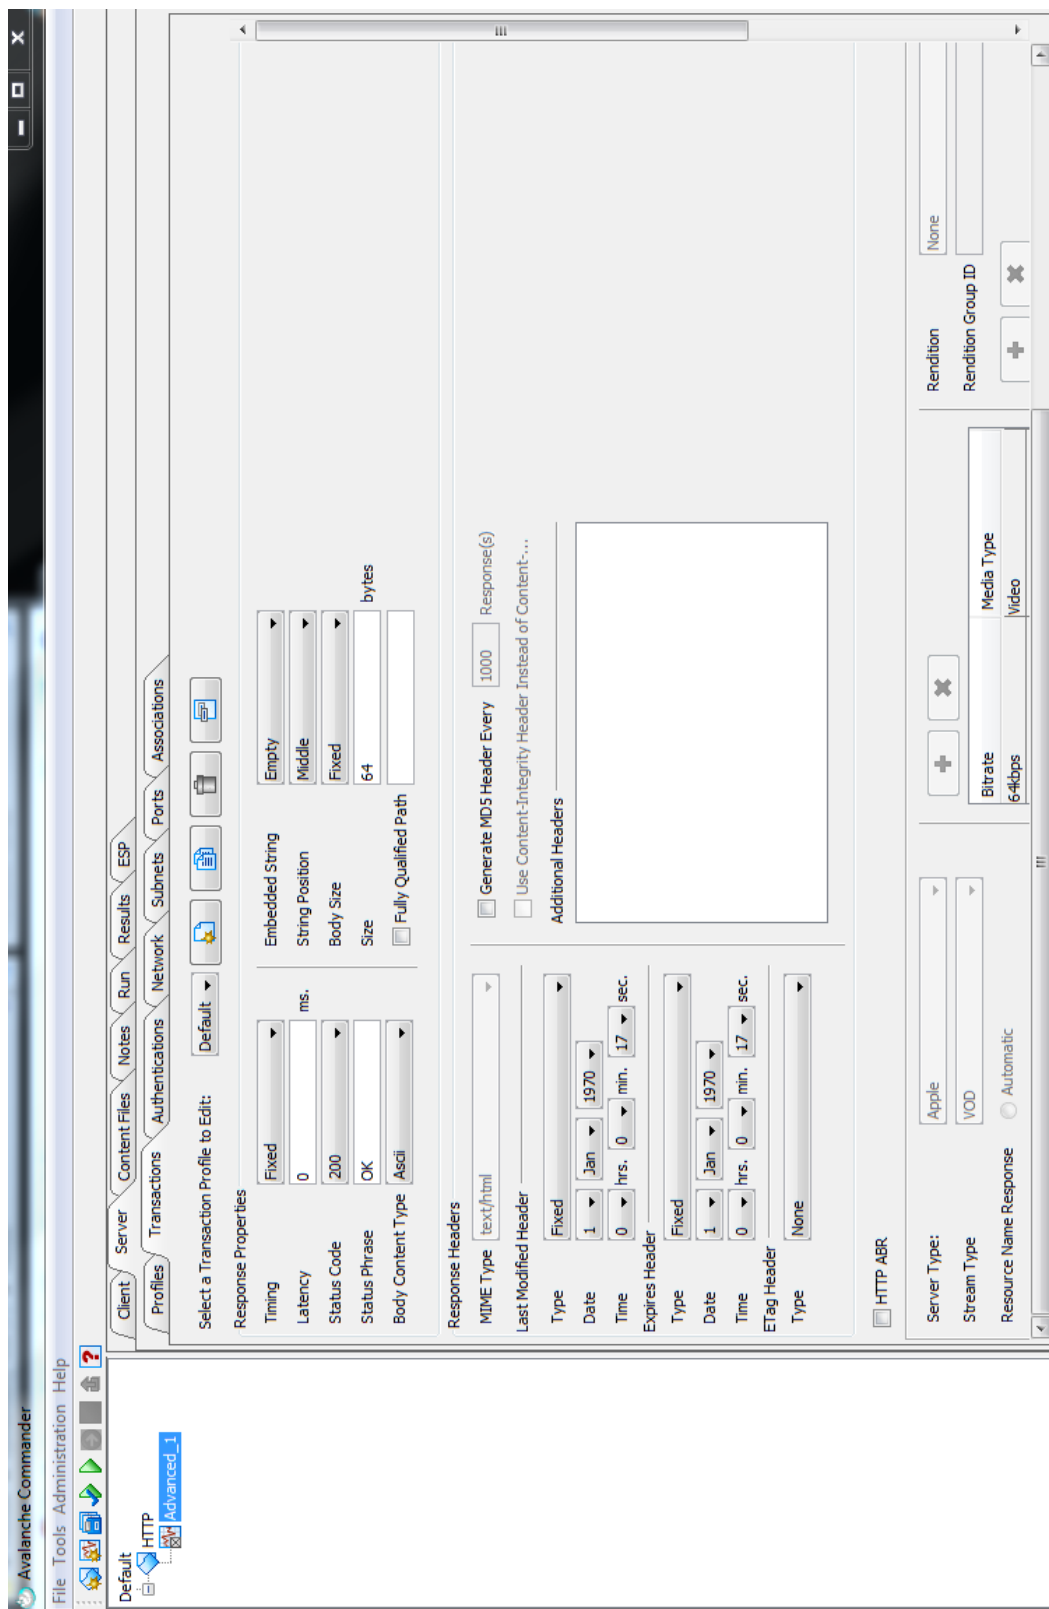 Avalanche Commander
File Tools Administration Help
Default
HTTP
Advanced_1
Client Server Content Files Notes Run Results ESP
Profiles Transactions Authentications Network Subnets Ports Associations
Select a Transaction Profile to Edit: Default
Response Properties
Timing Fixed Embedded String Empty
Latency 0 ms. String Position Middle
Status Code 200 Body Size Fixed
Status Phrase OK Size 64 bytes
Body Content Type Ascii Fully Qualified Path
Response Headers
MIME Type text/html Generate MD5 Header Every 1000 Response(s)
Last Modified Header Use Content-Integrity Header Instead of Content-...
Type Fixed Additional Headers
Date 1 Jan 1970
Time 0 hrs. 0 min. 17 sec.
Expires Header
Type Fixed
Date 1 Jan 1970
Time 0 hrs. 0 min. 17 sec.
ETag Header
Type None
HTTP ABR
Server Type: Apple Rendition None
Stream Type VOD Bitrate Media Type Rendition Group ID
Resource Name Response Automatic 64kbps Video